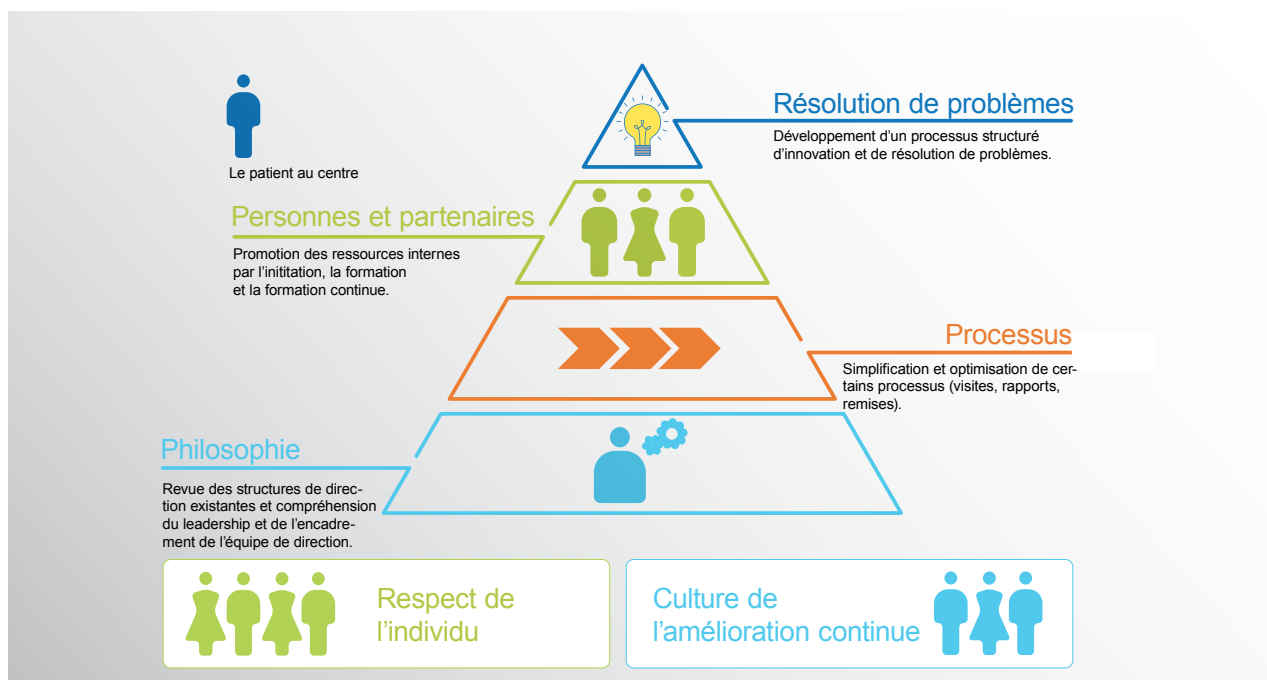 Résolution de problèmes
Développement d'un processus structuré
d'innovation et de résolution de problèmes.
Le patient au centre
Personnes et partenaires
Promotion des ressources internes
par l'inititation, la formation
et la formation continue.
Processus
Simplification et optimisation de cer-
tains processus (visites, rapports,
remises).
Philosophie
Revue des structures de direc-
tion existantes et compréhension
du leadership et de l'encadre-
ment de l'équipe de direction.
Respect de
l'individu
Culture de
l'amélioration continue